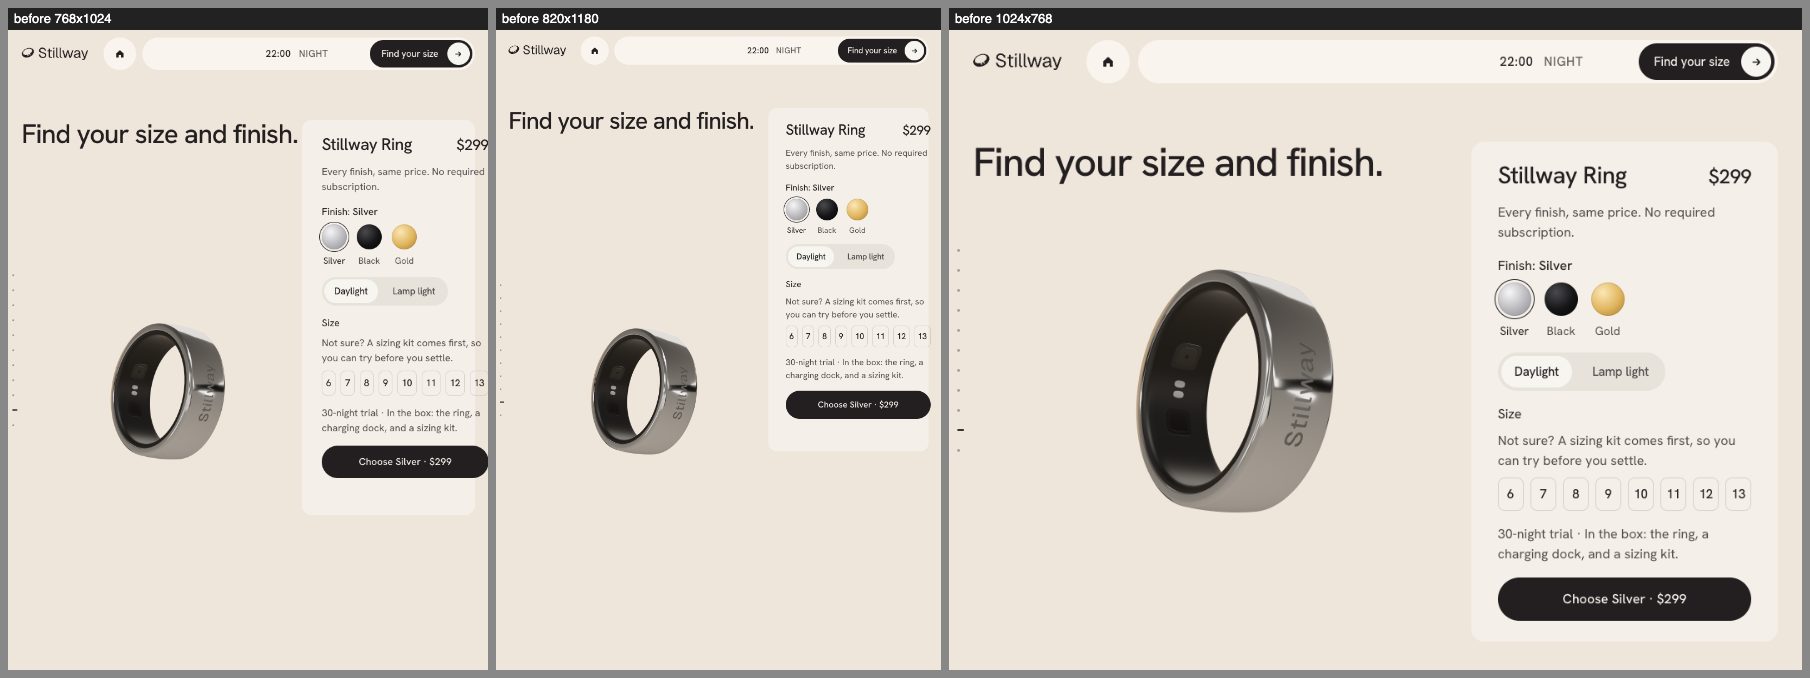 before 768x1024
Stillway
22:00 NIGHT
Find your size
Find your size and finish.
Stillway Ring $299
Every finish, same price. No required
subscription.
Finish: Silver
Silver Black Gold
Daylight Lamp light
Size
Not sure? A sizing kit comes first, so
you can try before you settle.
6 7 8 9 10 11 12 13
30-night trial · In the box: the ring, a
charging dock, and a sizing kit.
Choose Silver · $299
Stillway
before 820x1180
Stillway
22:00 NIGHT
Find your size
Find your size and finish.
Stillway Ring $299
Every finish, same price. No required
subscription.
Finish: Silver
Silver Black Gold
Daylight Lamp light
Size
Not sure? A sizing kit comes first, so
you can try before you settle.
6 7 8 9 10 11 12 13
30-night trial · In the box: the ring, a
charging dock, and a sizing kit.
Choose Silver · $299
Stillway
before 1024x768
Stillway
22:00 NIGHT
Find your size
Find your size and finish.
Stillway Ring $299
Every finish, same price. No required
subscription.
Finish: Silver
Silver Black Gold
Daylight Lamp light
Size
Not sure? A sizing kit comes first, so you
can try before you settle.
6 7 8 9 10 11 12 13
30-night trial · In the box: the ring, a
charging dock, and a sizing kit.
Choose Silver · $299
Stillway